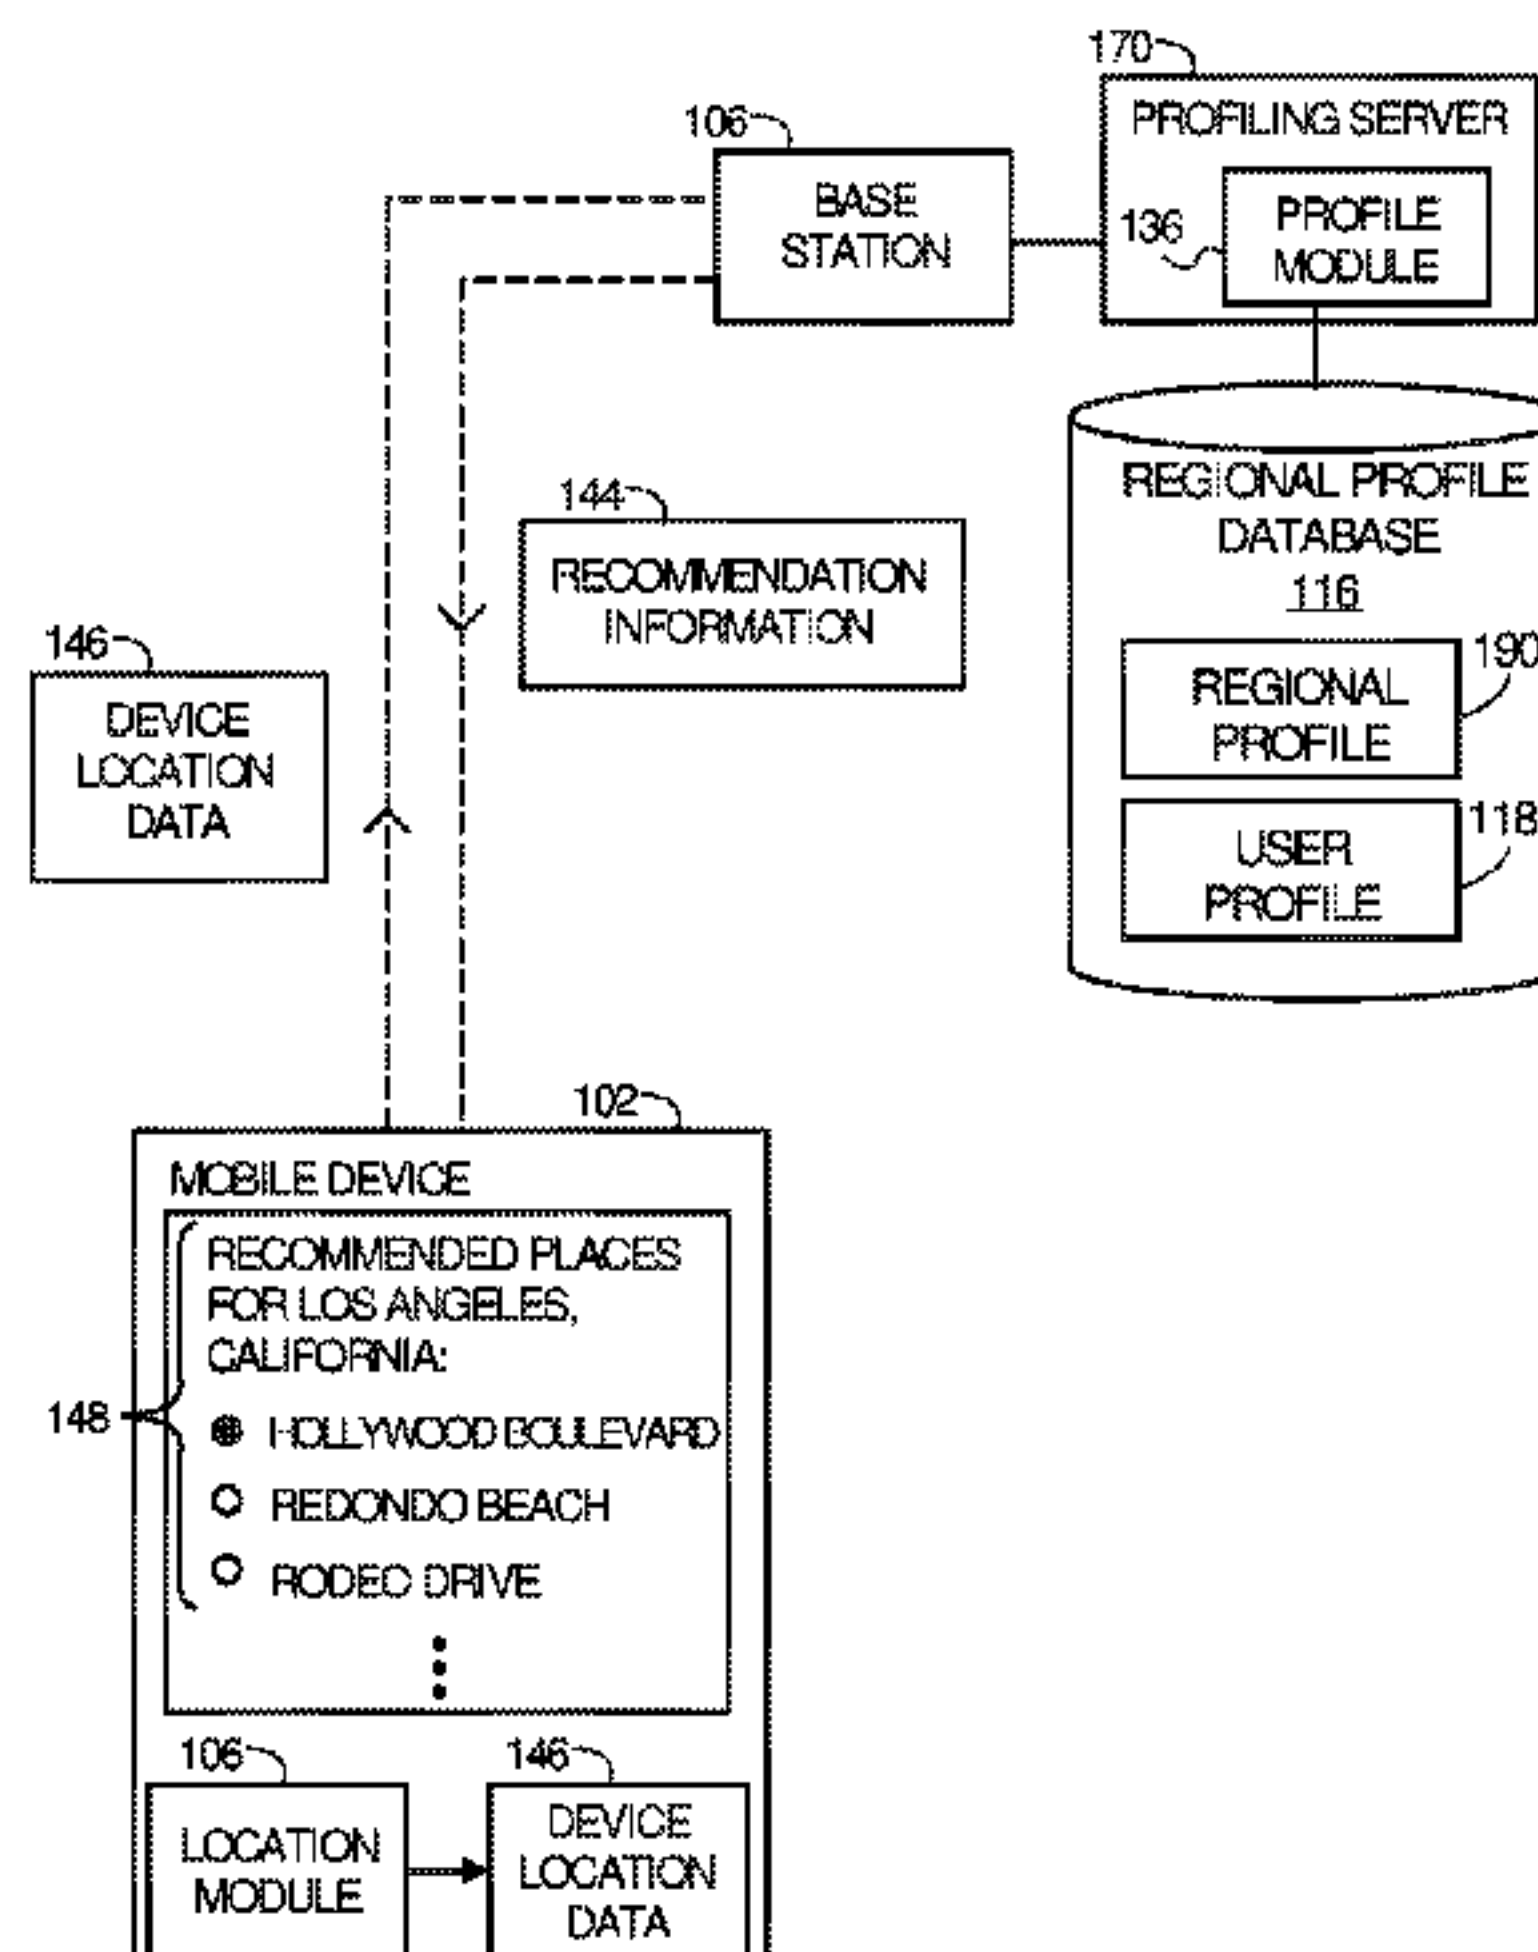 170
PROFILING SERVER
106
BASE
STATION
136
PROFILE
MODULE
144
RECOMMENDATION
INFORMATION
REGIONAL PROFILE
DATABASE
116
146
DEVICE
LOCATION
DATA
190
REGIONAL
PROFILE
118
USER
PROFILE
102
MOBILE DEVICE
RECOMMENDED PLACES
FOR LOS ANGELES,
CALIFORNIA:
148
HOLLYWOOD BOULEVARD
REDONDO BEACH
RODEO DRIVE
106
146
LOCATION
MODULE
DEVICE
LOCATION
DATA